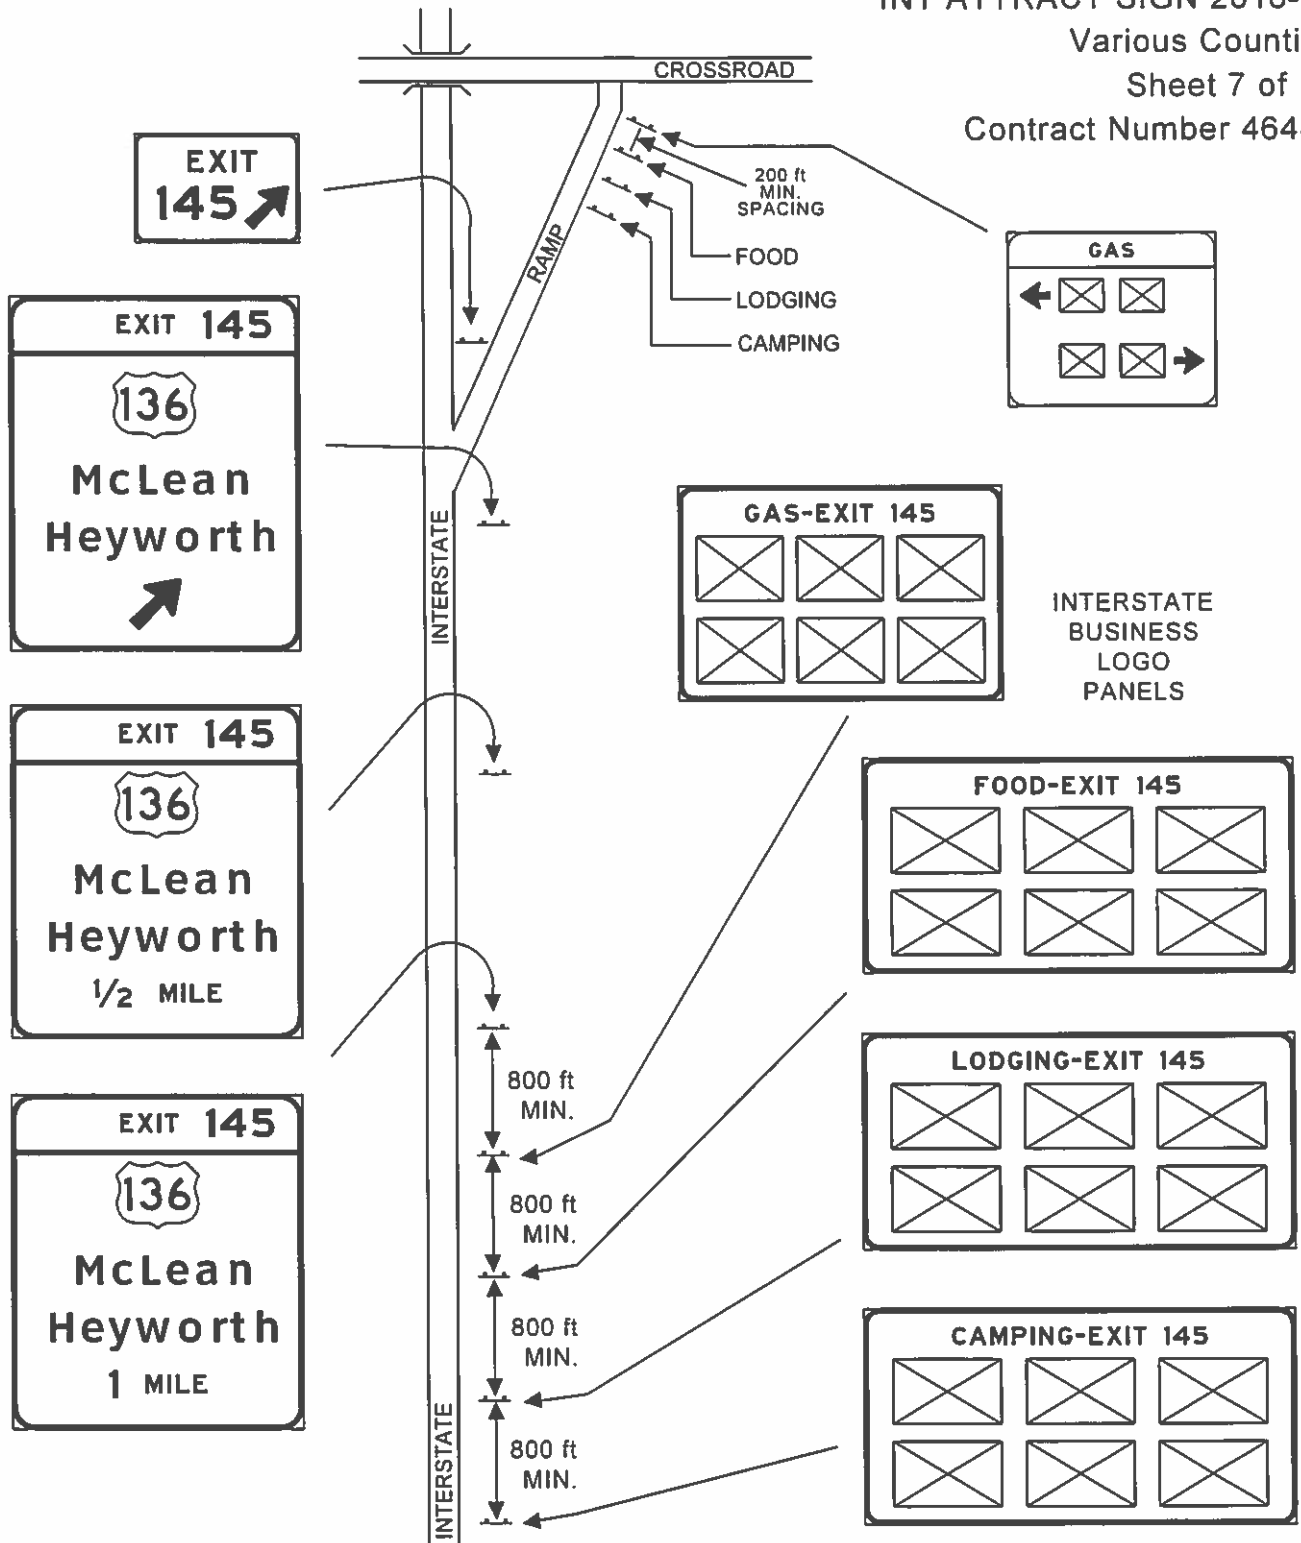 Various Counti
Sheet 7 of
CROSSROAD
Contract Number 464
EXIT
145
200 ft
MIN.
SPACING
RAMP
FOOD
LODGING
CAMPING
GAS
EXIT 145
136
McLean
Heyworth
INTERSTATE
GAS-EXIT 145
INTERSTATE
BUSINESS
LOGO
PANELS
EXIT 145
136
McLean
Heyworth
1/2 MILE
FOOD-EXIT 145
800 ft
MIN.
LODGING-EXIT 145
EXIT 145
136
McLean
Heyworth
1 MILE
800 ft
MIN.
800 ft
MIN.
CAMPING-EXIT 145
800 ft
MIN.
INTERSTATE